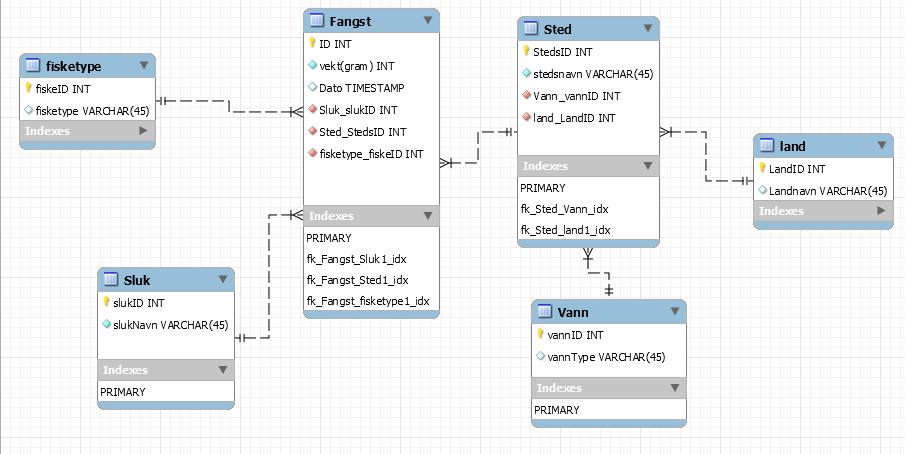 fisketype
fiskeID INT
fisketype VARCHAR(45)
Indexes
Fangst
ID INT
vekt(gram) INT
Dato TIMESTAMP
Sluk_slukID INT
Sted_StedsID INT
fisketype_fiskeID INT
Indexes
PRIMARY
fk_Fangst_Sluk1_idx
fk_Fangst_Sted1_idx
fk_Fangst_fisketype1_idx
Sted
StedsID INT
stedsnavn VARCHAR(45)
Vann_vannID INT
land_LandID INT
Indexes
PRIMARY
fk_Sted_Vann_idx
fk_Sted_land1_idx
land
LandID INT
Landnavn VARCHAR(45)
Indexes
Sluk
slukID INT
slukNavn VARCHAR(45)
Indexes
PRIMARY
Vann
vannID INT
vannType VARCHAR(45)
Indexes
PRIMARY